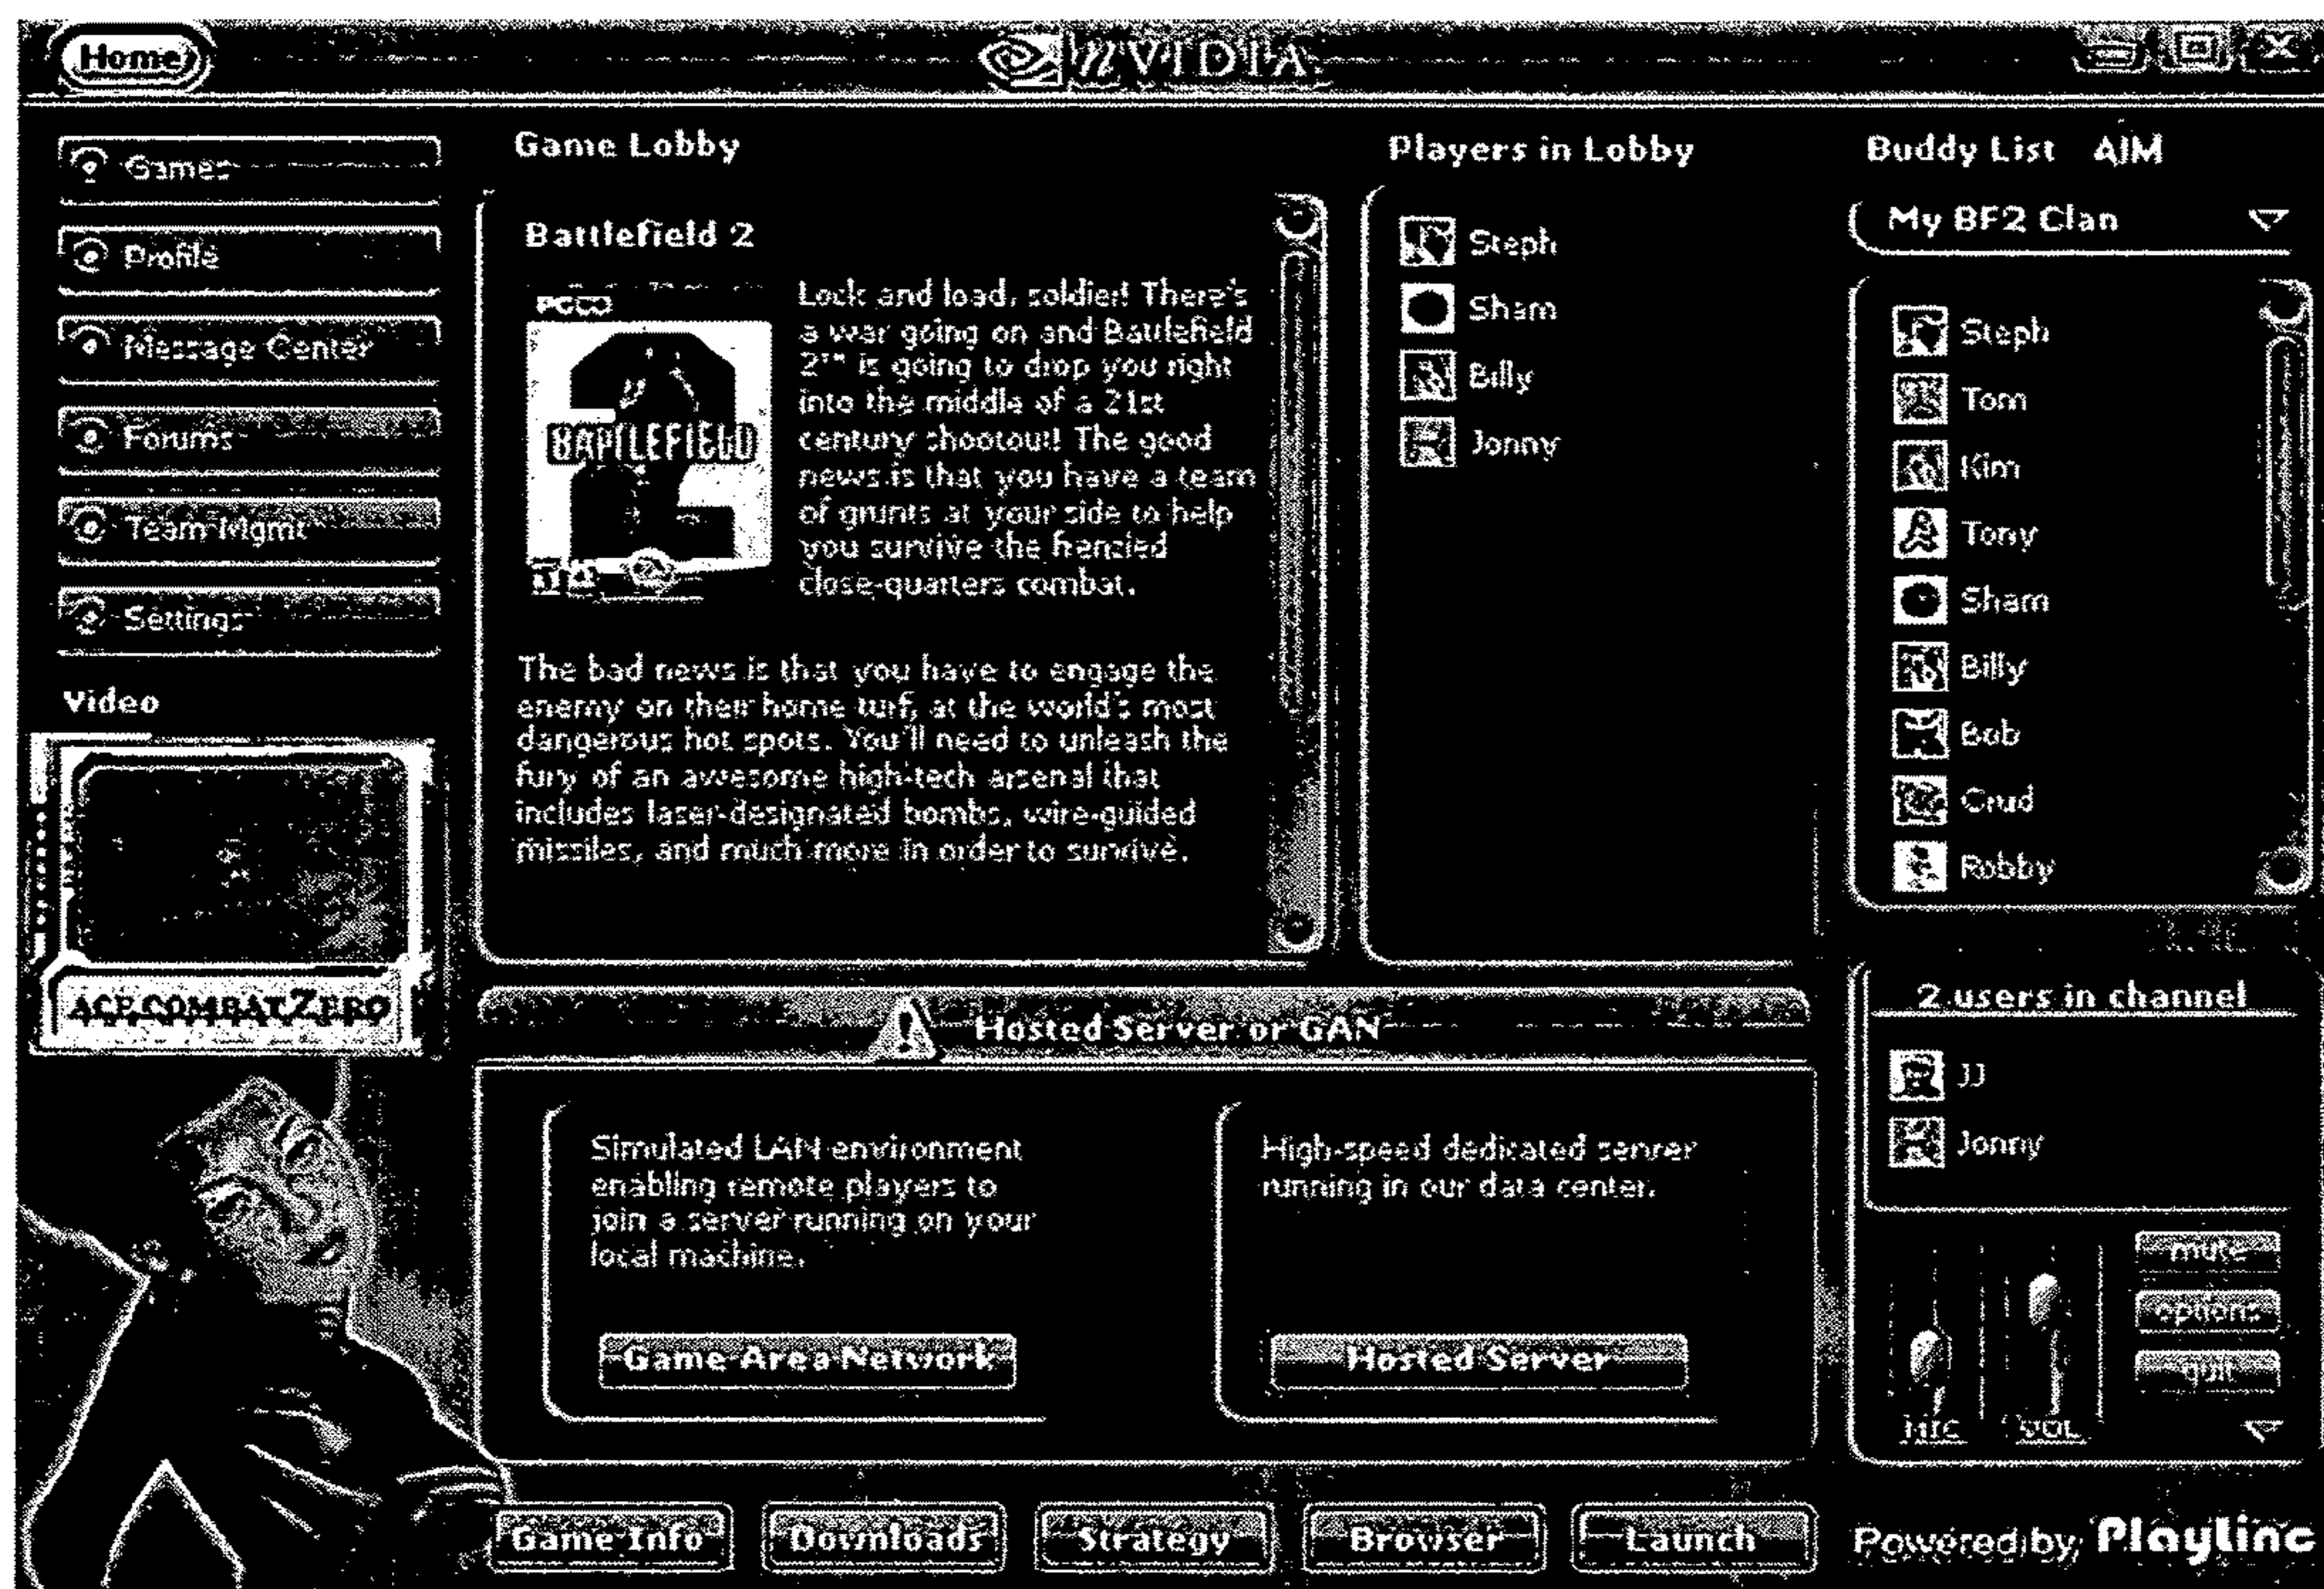 Home
nVIDIA
Games
Profile
Message Center
Forums
Team Mgmt
Settings
Video
ACE COMBAT ZERO
Game Lobby
Battlefield 2
BATTLEFIELD
Lock and load, soldier! There's
a war going on and Battlefield
2™ is going to drop you right
into the middle of a 21st
century shootout! The good
news is that you have a team
of grunts at your side to help
you survive the frenzied
close-quarters combat.
The bad news is that you have to engage the
enemy on their home turf, at the world's most
dangerous hot spots. You'll need to unleash the
fury of an awesome high-tech arsenal that
includes laser-designated bombs, wire-guided
missiles, and much more in order to survive.
Players in Lobby
Steph
Sham
Billy
Jonny
Buddy List AIM
My BF2 Clan
Steph
Tom
Kim
Tony
Sham
Billy
Bob
Crud
Robby
Hosted Server or GAN
Simulated LAN environment
enabling remote players to
join a server running on your
local machine.
Game Area Network
High-speed dedicated server
running in our data center.
Hosted Server
2 users in channel
JJ
Jonny
mute
options
quit
MIC VOL
Game Info Downloads Strategy Browser Launch
Powered by Playlinc